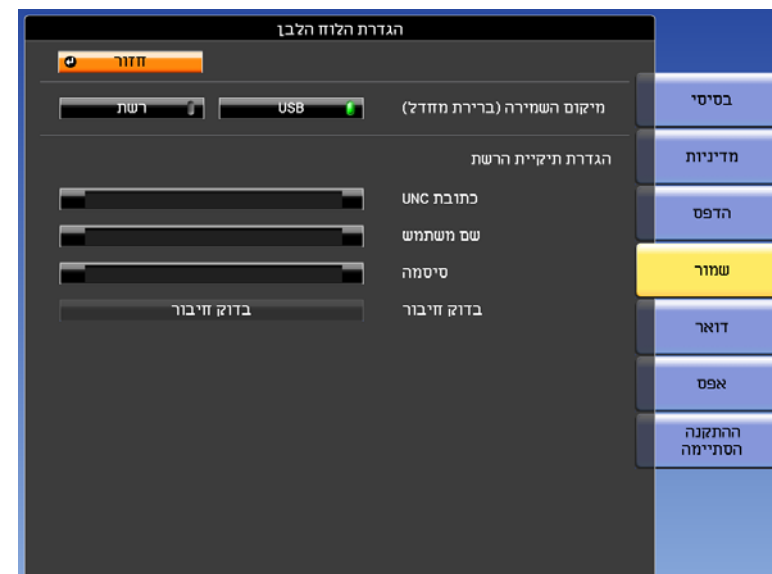 הגדרת הלוח הלבן
חזור
מיקום השמירה (ברירת מחדל)
USB
רשת
הגדרת תיקיית הרשת
כתובת UNC
שם משתמש
סיסמה
בדוק חיבור
בדוק חיבור
בסיסי
מדיניות
הדפס
שמור
דואר
אפס
ההתקנה
הסתיימה